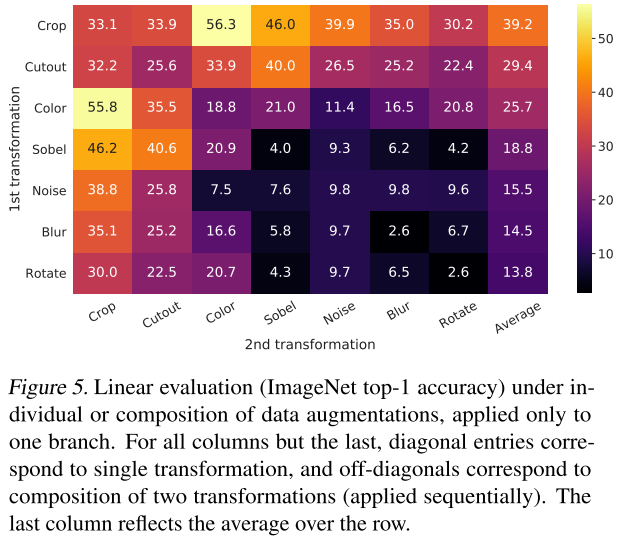 Crop 33.1 33.9 56.3 46.0 39.9 35.0 30.2 39.2
Cutout 32.2 25.6 33.9 40.0 26.5 25.2 22.4 29.4
Color 55.8 35.5 18.8 21.0 11.4 16.5 20.8 25.7
Sobel 46.2 40.6 20.9 4.0 9.3 6.2 4.2 18.8
Noise 38.8 25.8 7.5 7.6 9.8 9.8 9.6 15.5
Blur 35.1 25.2 16.6 5.8 9.7 2.6 6.7 14.5
Rotate 30.0 22.5 20.7 4.3 9.7 6.5 2.6 13.8
1st transformation
Crop Cutout Color Sobel Noise Blur Rotate Average
2nd transformation
50
40
30
20
10
Figure 5. Linear evaluation (ImageNet top-1 accuracy) under in-
dividual or composition of data augmentations, applied only to
one branch. For all columns but the last, diagonal entries corre-
spond to single transformation, and off-diagonals correspond to
composition of two transformations (applied sequentially). The
last column reflects the average over the row.